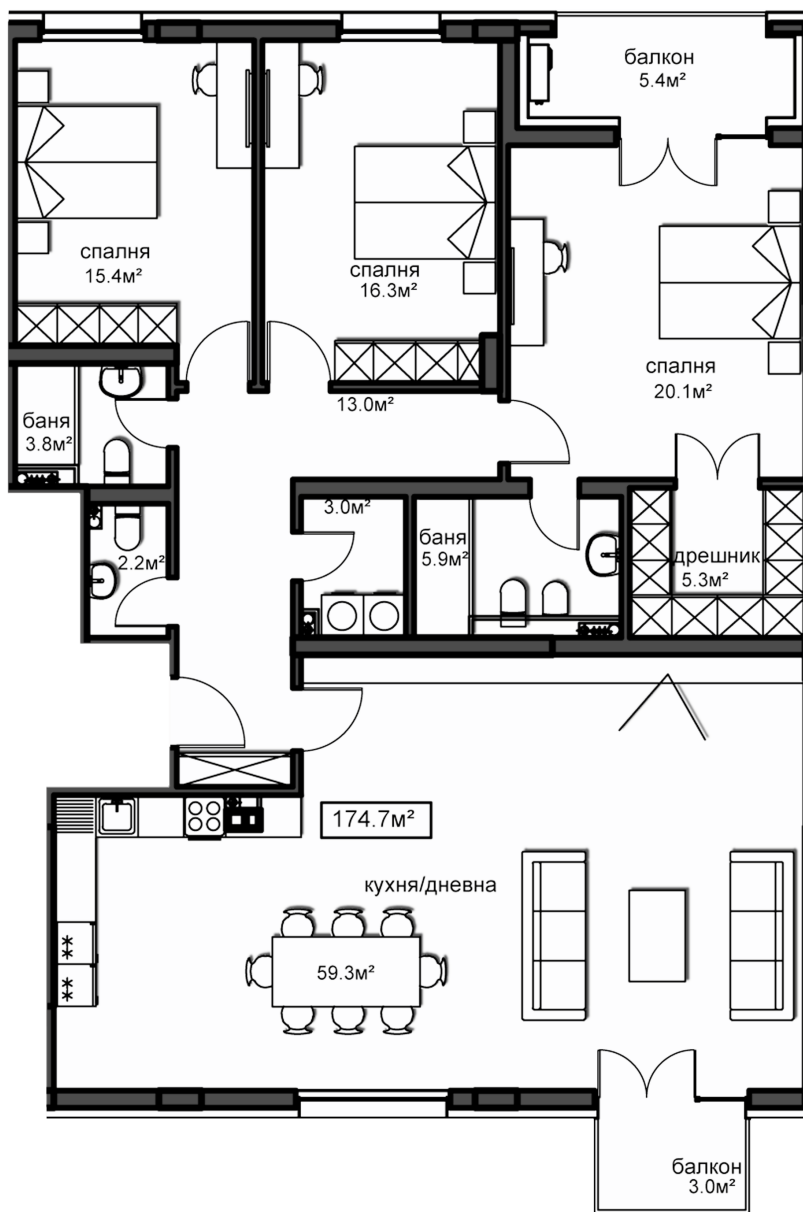 балкон
5.4м²
спалня
15.4м²
спалня
16.3м²
спалня
20.1м²
13.0м²
баня
3.8м²
3.0м²
баня
5.9м²
2.2м²
дрешник
5.3м²
174.7м²
кухня/дневна
59.3м²
балкон
3.0м²